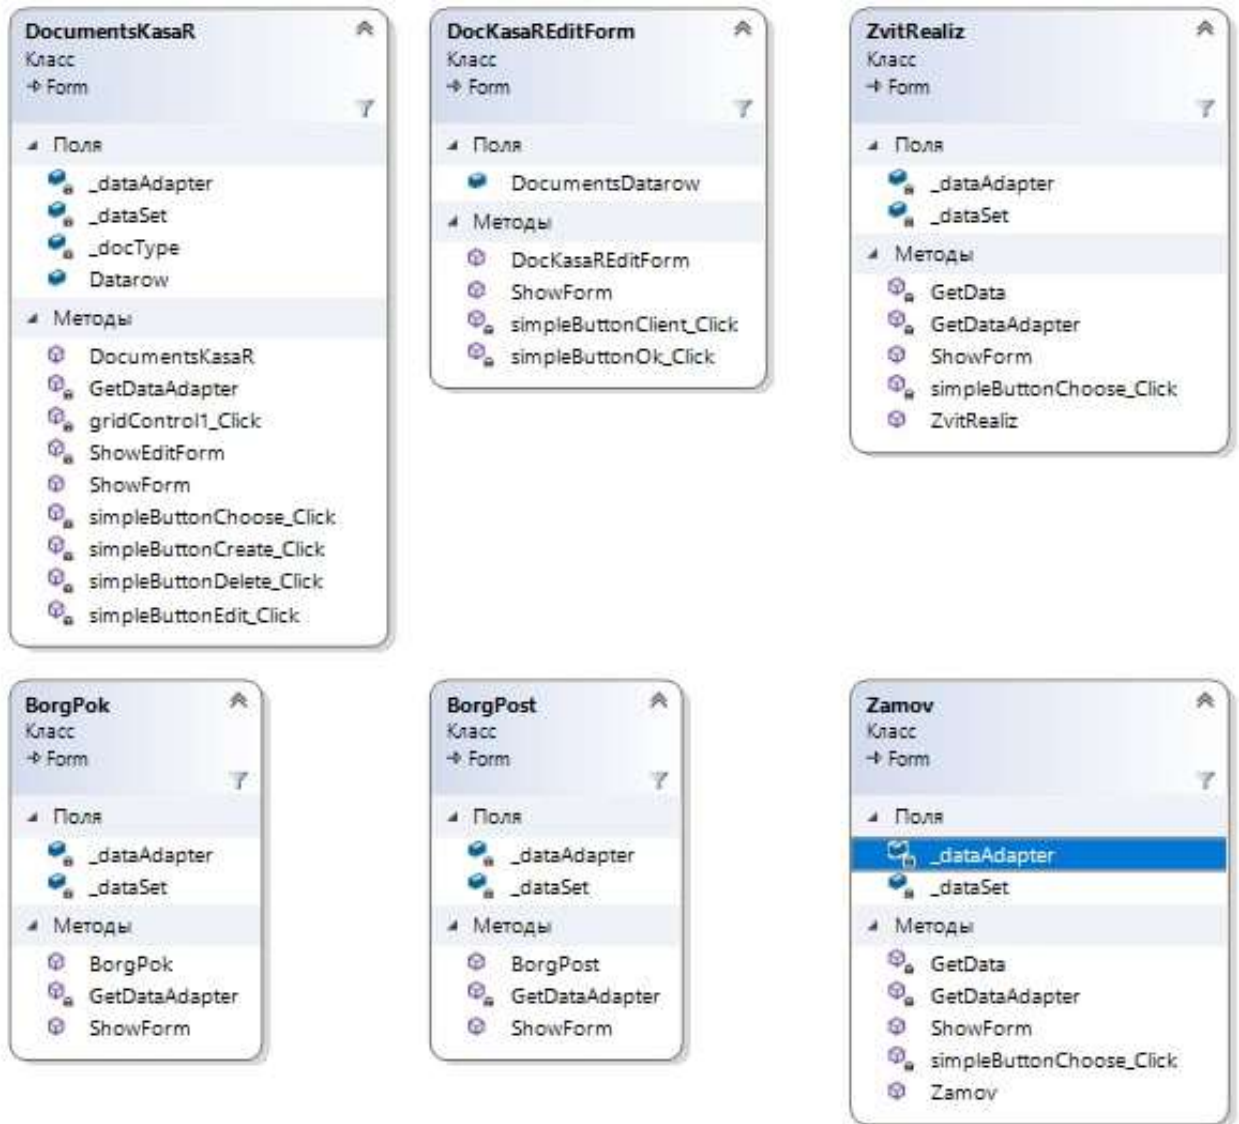 DocumentsKasaR
Класс
Form
Поля
_dataAdapter
_dataSet
_docType
Datarow
Методы
DocumentsKasaR
GetDataAdapter
gridControl1_Click
ShowEditForm
ShowForm
simpleButtonChoose_Click
simpleButtonCreate_Click
simpleButtonDelete_Click
simpleButtonEdit_Click
DocKasaREditForm
Класс
Form
Поля
DocumentsDatarow
Методы
DocKasaREditForm
ShowForm
simpleButtonClient_Click
simpleButtonOk_Click
ZvitRealiz
Класс
Form
Поля
_dataAdapter
_dataSet
Методы
GetData
GetDataAdapter
ShowForm
simpleButtonChoose_Click
ZvitRealiz
BorgPok
Класс
Form
Поля
_dataAdapter
_dataSet
Методы
BorgPok
GetDataAdapter
ShowForm
BorgPost
Класс
Form
Поля
_dataAdapter
_dataSet
Методы
BorgPost
GetDataAdapter
ShowForm
Zamov
Класс
Form
Поля
_dataAdapter
_dataSet
Методы
GetData
GetDataAdapter
ShowForm
simpleButtonChoose_Click
Zamov